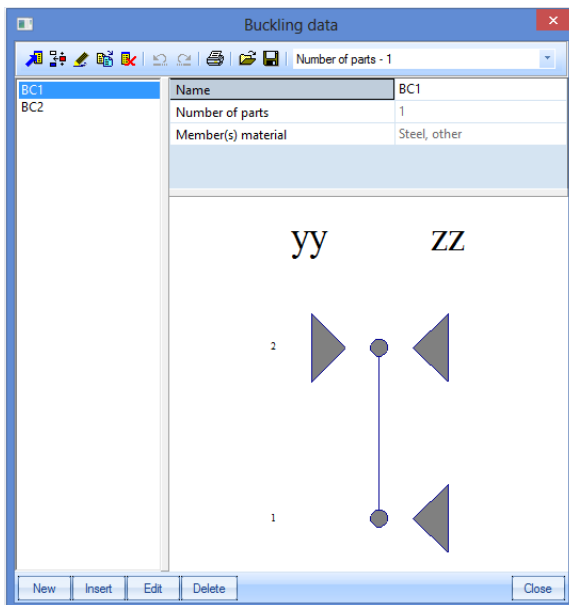 Buckling data
Number of parts - 1
BC1
BC2
Name BC1
Number of parts 1
Member(s) material Steel, other
yy zz
2
1
New Insert Edit Delete Close